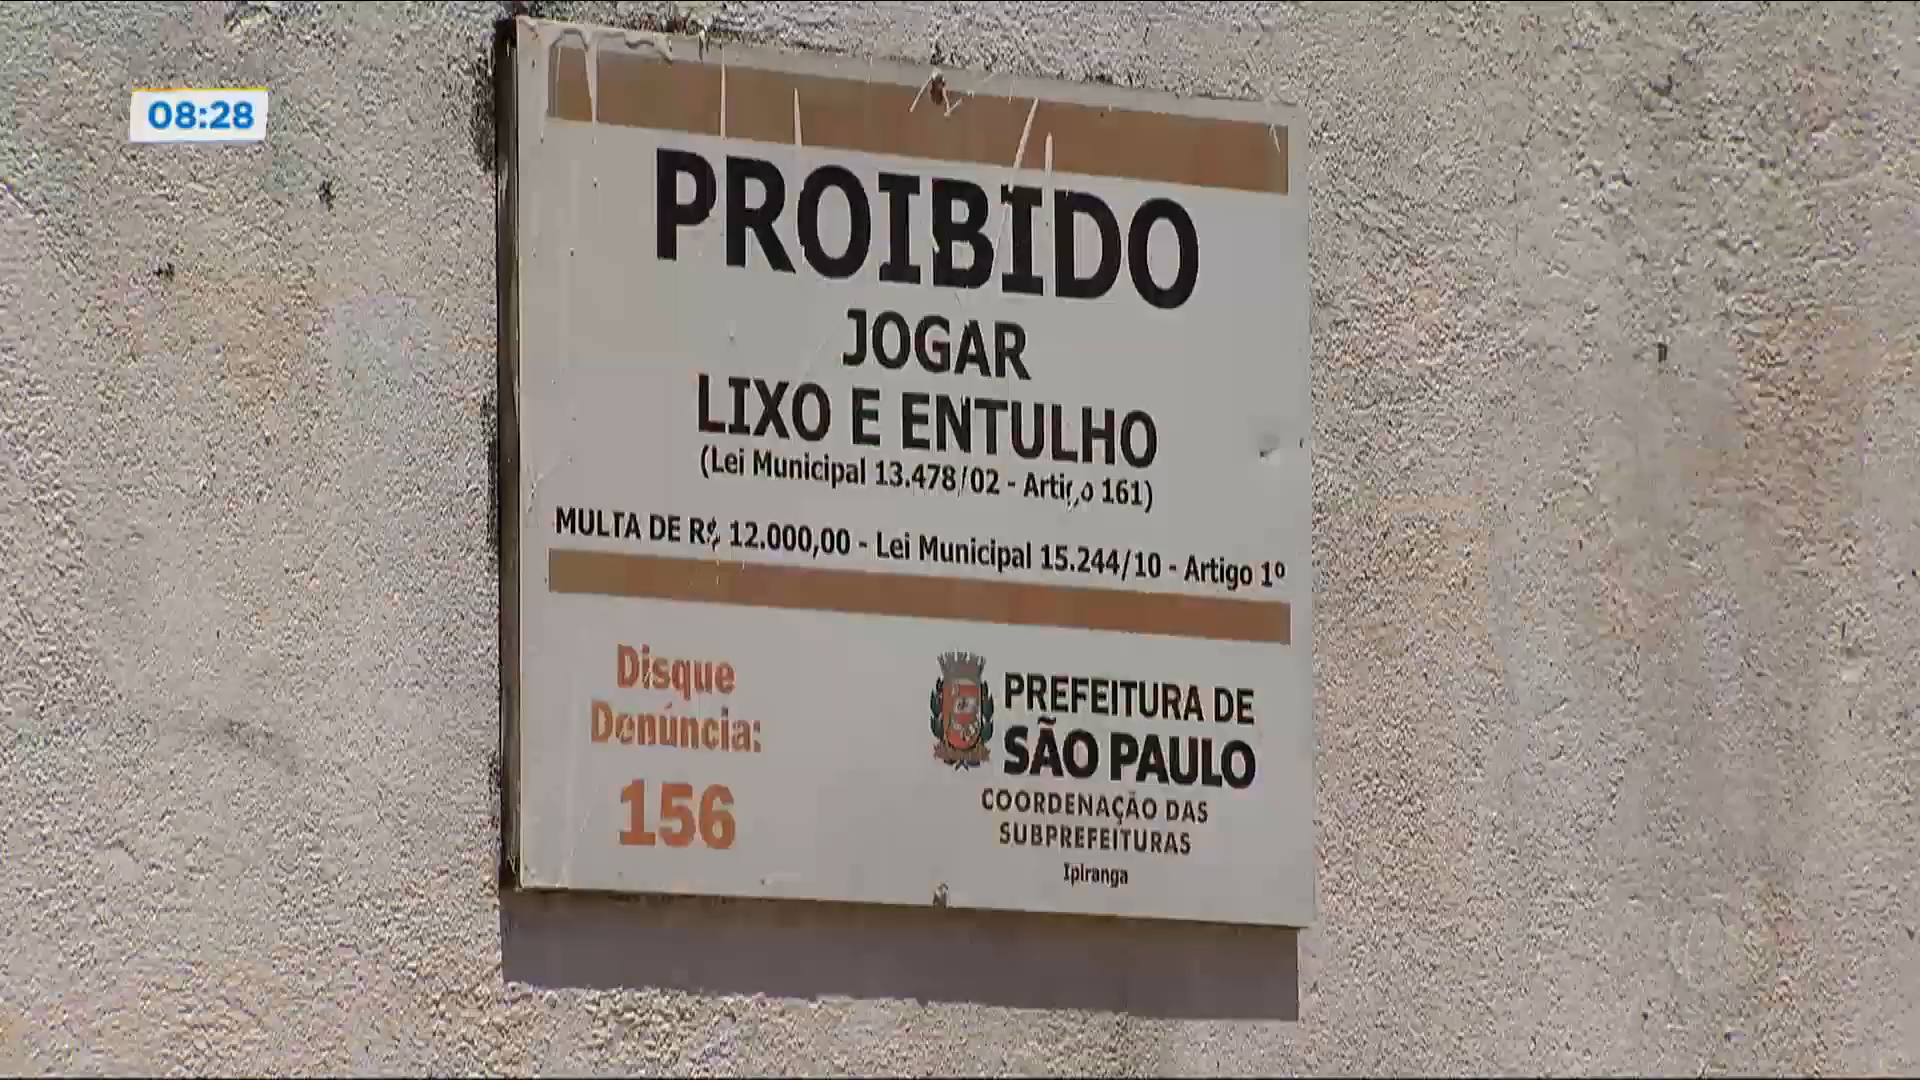 08:28
PROIBIDO
JOGAR
LIXO E ENTULHO
(Lei Municipal 13.478/02 - Artigo 161)
MULTA DE R$ 12.000,00 - Lei Municipal 15.244/10 - Artigo 1º
Disque
Denúncia:
156
PREFEITURA DE
SÃO PAULO
COORDENAÇÃO DAS
SUBPREFEITURAS
Ipiranga